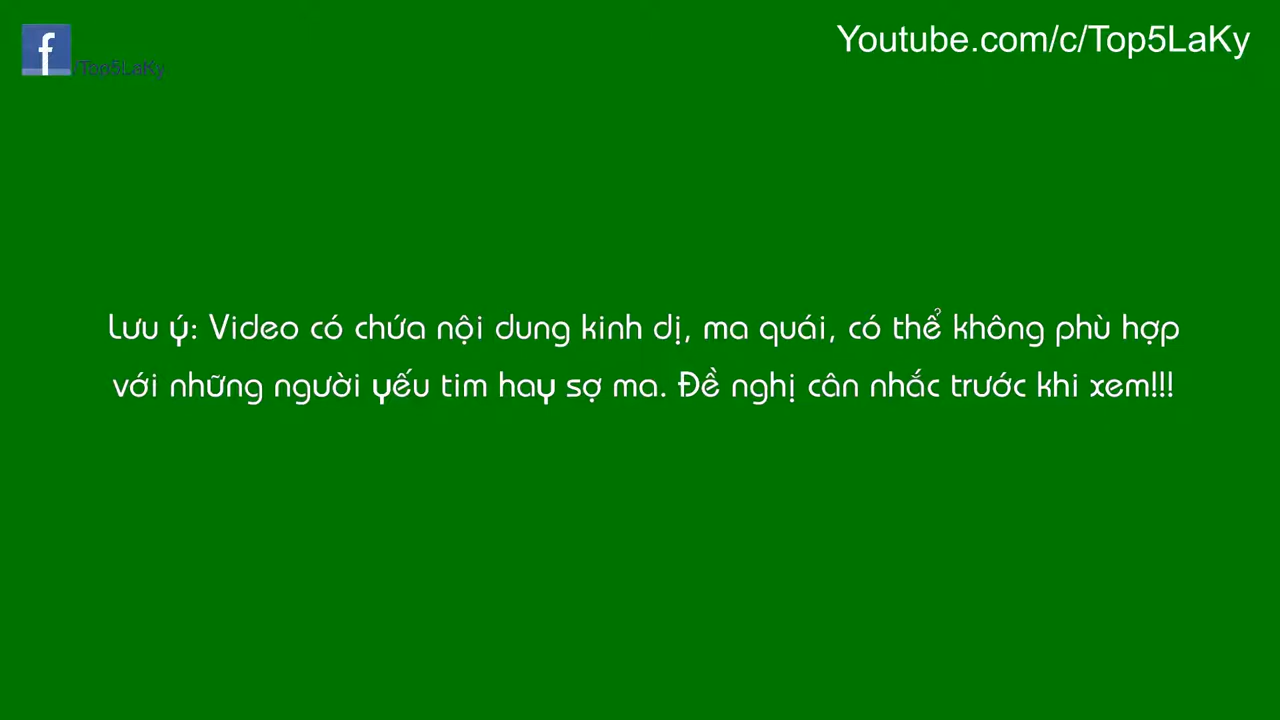 f
/Top5LaKy
Youtube.com/c/Top5LaKy
Lưu ý: Video có chứa nội dung kinh dị, ma quái, có thể không phù hợp
với những người yếu tim hay sợ ma. Đề nghị cân nhắc trước khi xem!!!